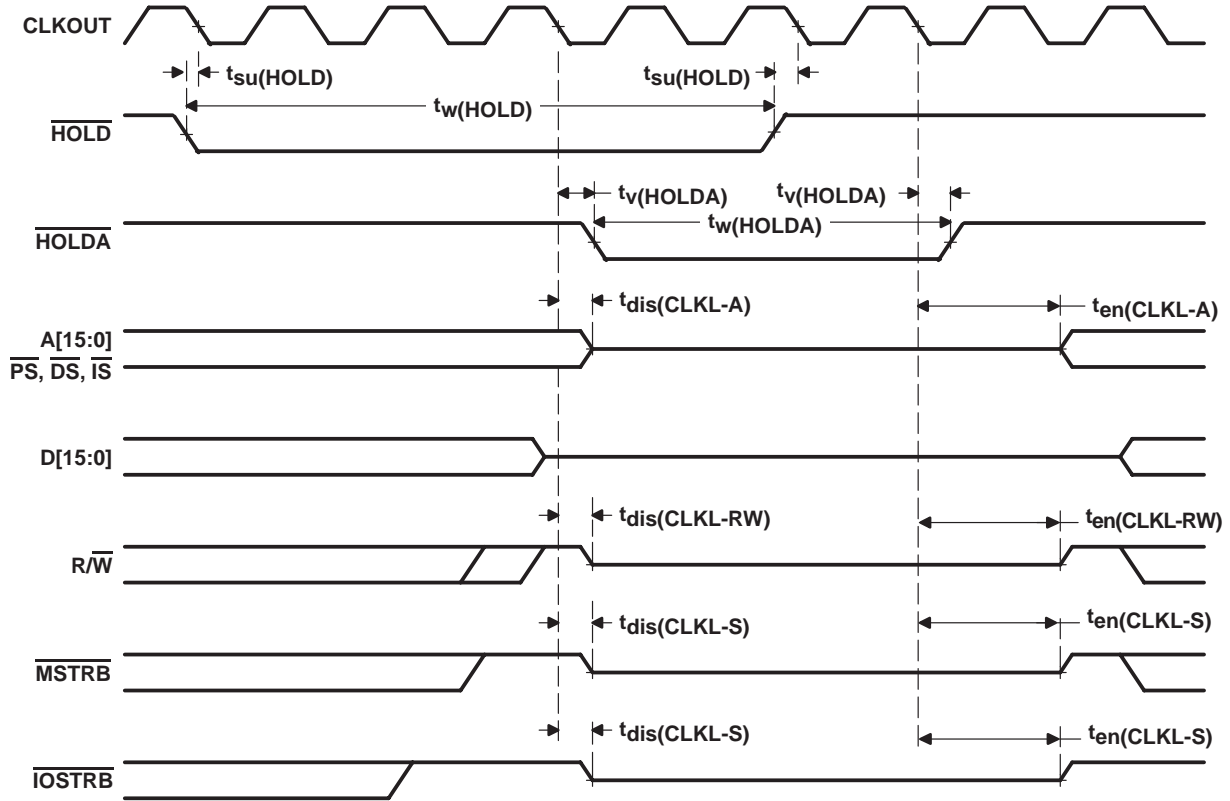 CLKOUT
tsu(HOLD)
tsu(HOLD)
tw(HOLD)
HOLD
tv(HOLDA)
tv(HOLDA)
tw(HOLDA)
HOLDA
tdis(CLKL-A)
ten(CLKL-A)
A[15:0]
PS, DS, IS
D[15:0]
tdis(CLKL-RW)
ten(CLKL-RW)
R/W
tdis(CLKL-S)
ten(CLKL-S)
MSTRB
tdis(CLKL-S)
ten(CLKL-S)
IOSTRB